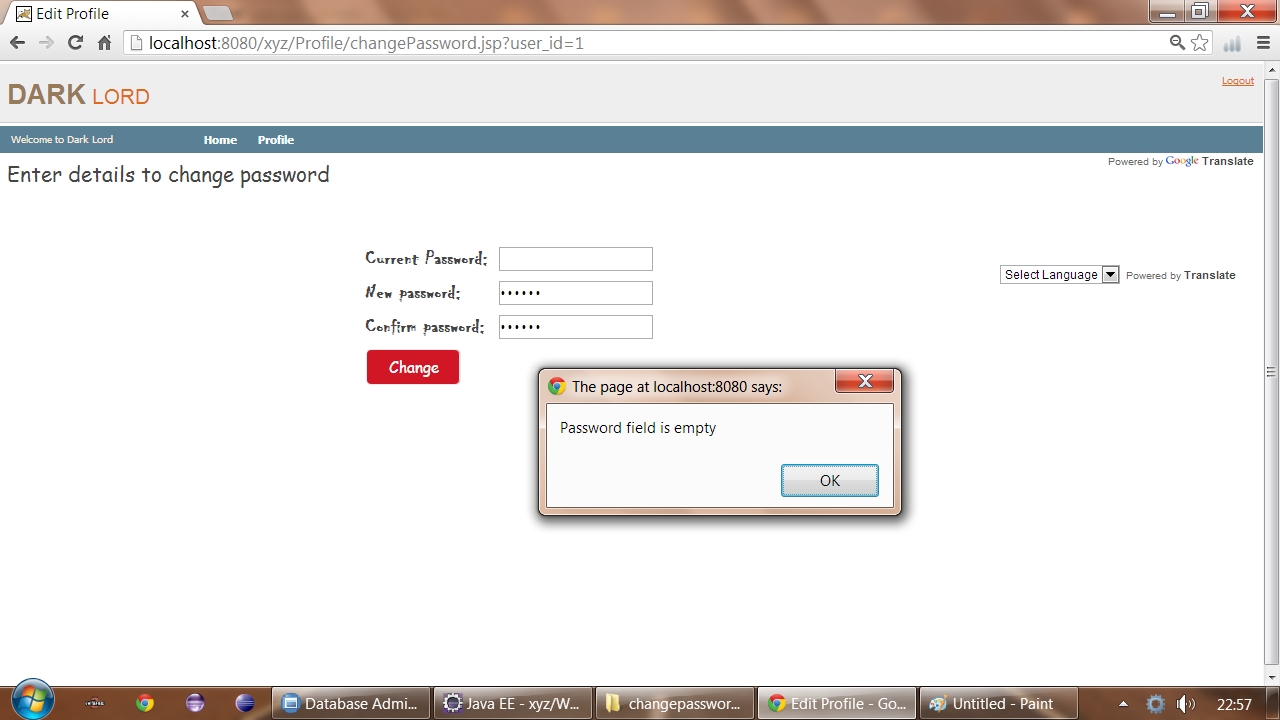 Edit Profile
localhost:8080/xyz/Profile/changePassword.jsp?user_id=1
Logout
DARK LORD
Welcome to Dark Lord Home Profile
Powered by Google Translate
Enter details to change password
Current Password:
New password:
Confirm password:
Select Language Powered by Translate
Change
The page at localhost:8080 says:
Password field is empty
OK
Database Admi...
Java EE - xyz/W...
changepasswor...
Edit Profile - Go...
Untitled - Paint
22:57